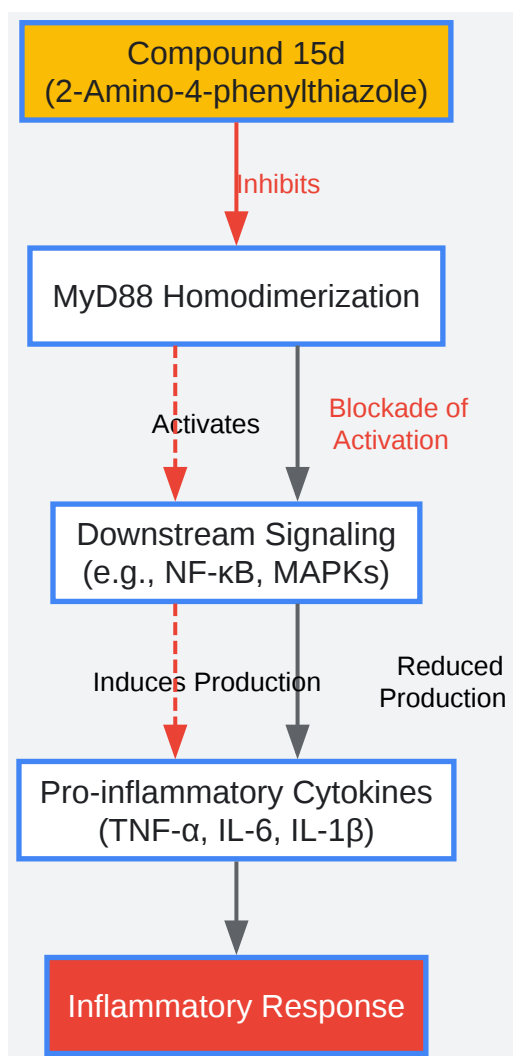 Compound 15d
(2-Amino-4-phenylthiazole)
Inhibits
MyD88 Homodimerization
Activates
Blockade of
Activation
Downstream Signaling
(e.g., NF-κB, MAPKs)
Induces Production
Reduced
Production
Pro-inflammatory Cytokines
(TNF-α, IL-6, IL-1β)
Inflammatory Response